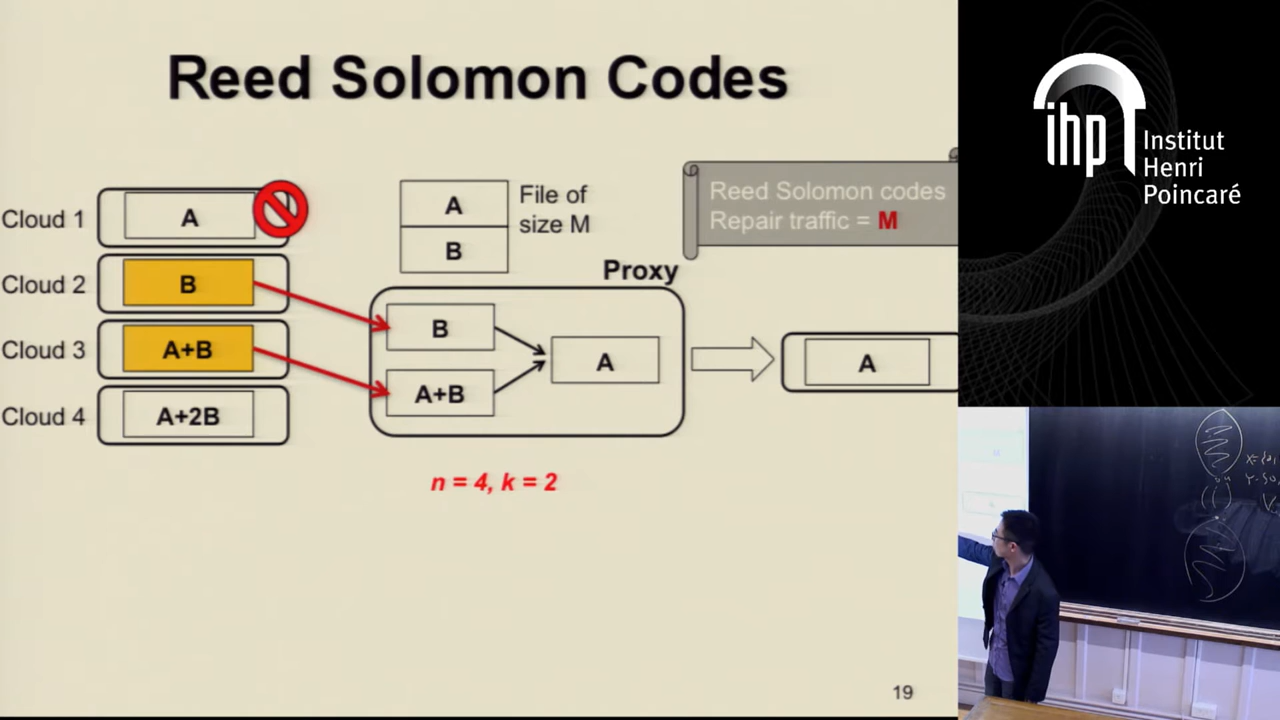 Reed Solomon Codes
Cloud 1
A
Cloud 2
B
Cloud 3
A+B
Cloud 4
A+2B
A
B
File of
size M
Reed Solomon codes
Repair traffic = M
Proxy
B
A+B
A
A
n = 4, k = 2
19
ihp
Institut
Henri
Poincaré